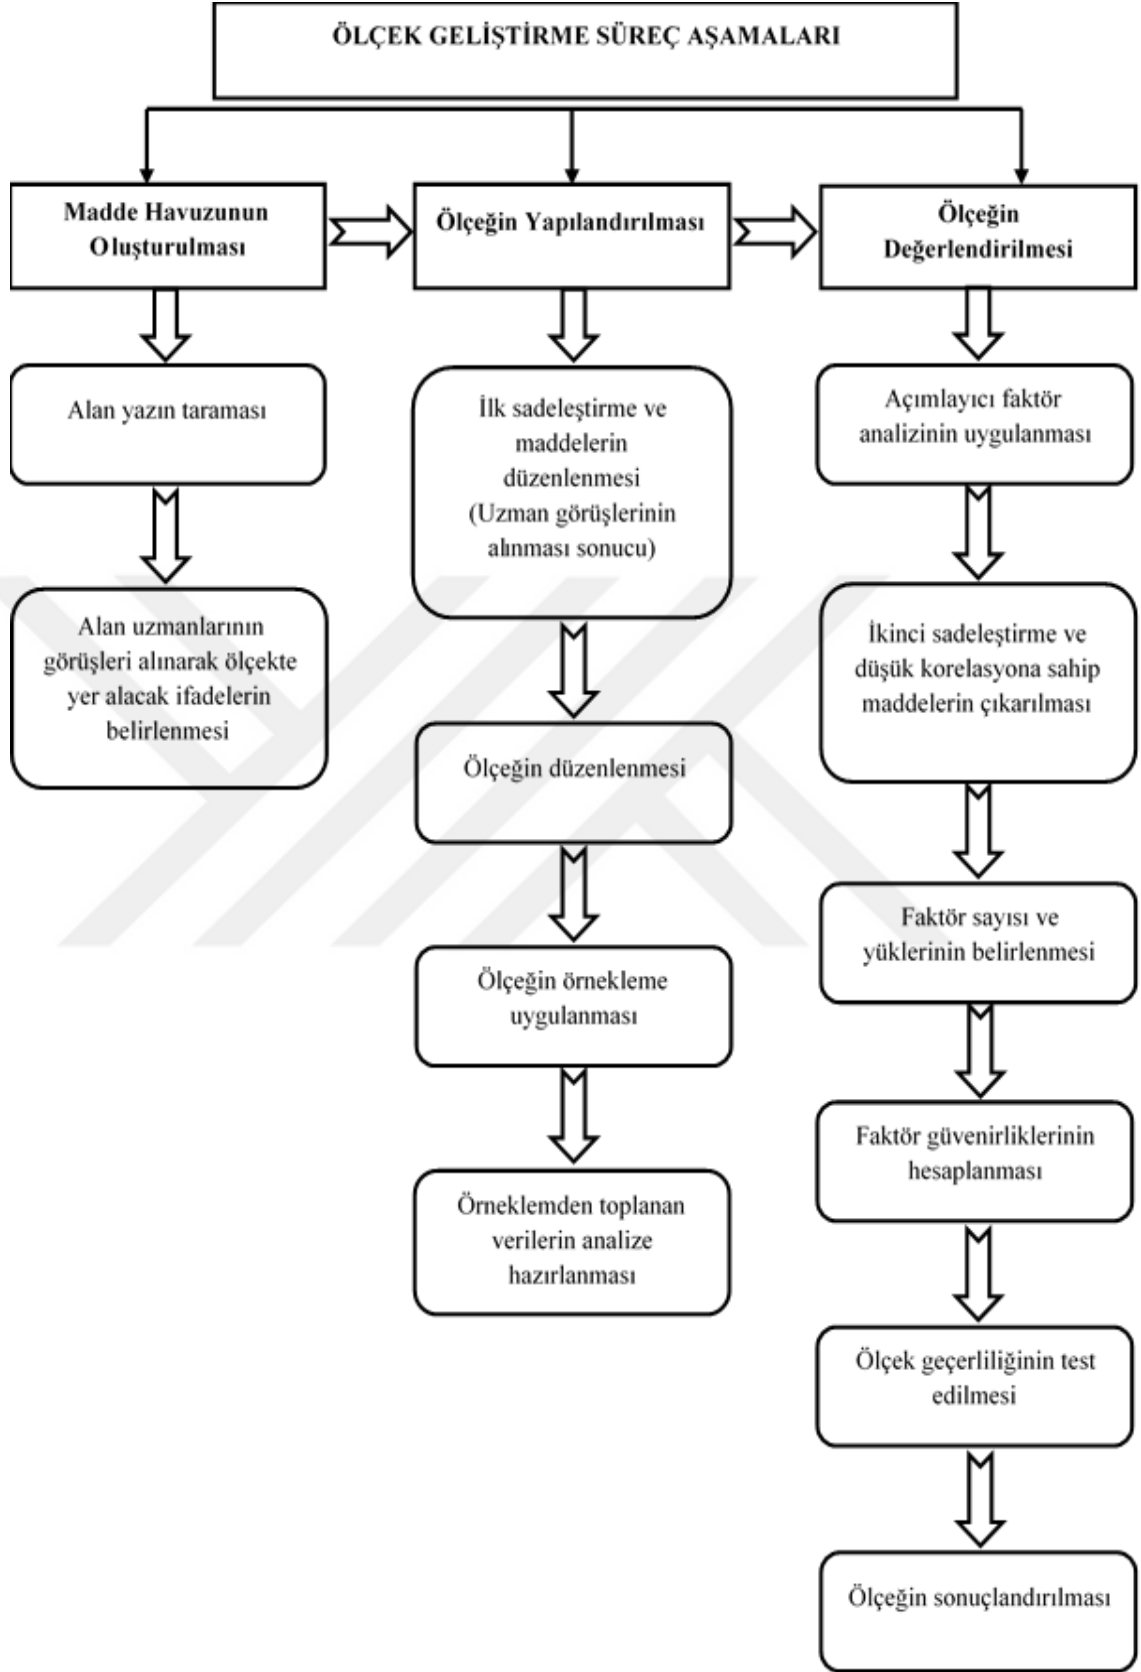 ÖLÇEK GELİŞTİRME SÜREÇ AŞAMALARI
Madde Havuzunun
Oluşturulması
Alan yazın taraması
Alan uzmanlarının
görüşleri alınarak ölçekte
yer alacak ifadelerin
belirlenmesi
Ölçeğin Yapılandırılması
İlk sadeleştirme ve
maddelerin
düzenlenmesi
(Uzman görüşlerinin
alınması sonucu)
Ölçeğin düzenlenmesi
Ölçeğin örnekleme
uygulanması
Örneklemden toplanan
verilerin analize
hazırlanması
Ölçeğin
Değerlendirilmesi
Açımlayıcı faktör
analizinin uygulanması
İkinci sadeleştirme ve
düşük korelasyona sahip
maddelerin çıkarılması
Faktör sayısı ve
yüklerinin belirlenmesi
Faktör güvenirliklerinin
hesaplanması
Ölçek geçerliliğinin test
edilmesi
Ölçeğin sonuçlandırılması